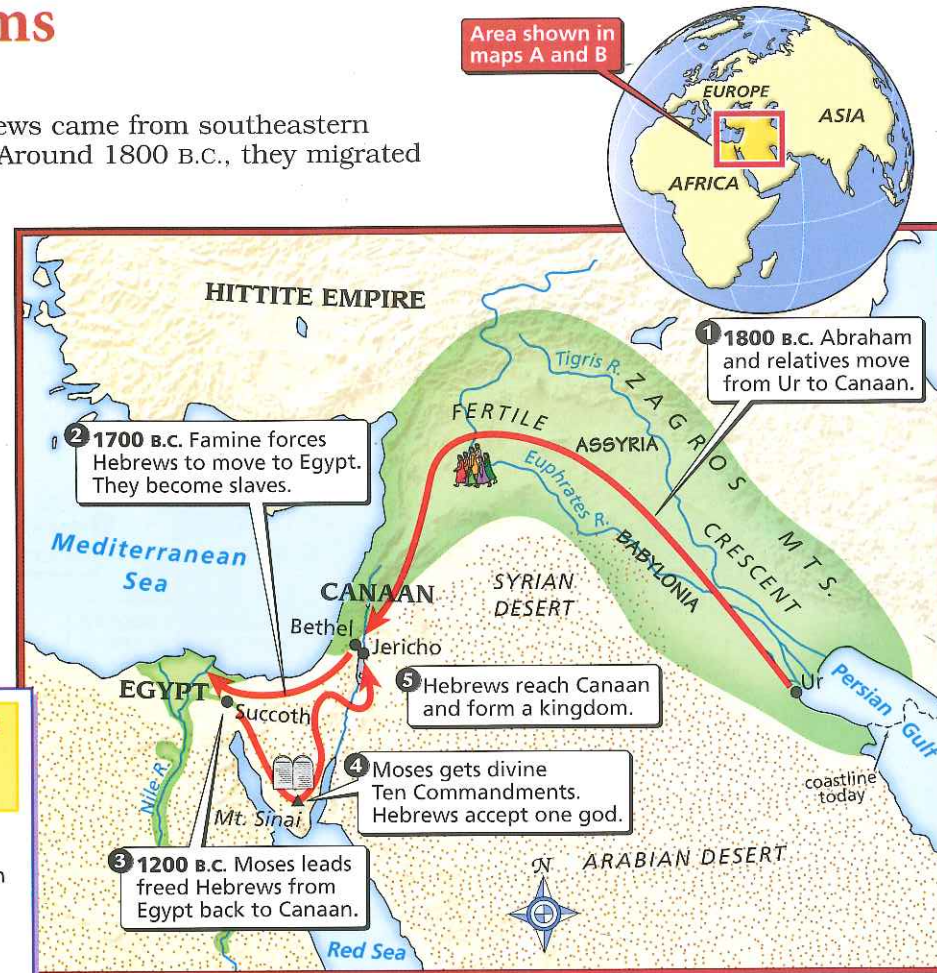 ms
Area shown in
maps A and B
EUROPE
ASIA
AFRICA
ews came from southeastern
Around 1800 B.C., they migrated
HITTITE EMPIRE
1 1800 B.C. Abraham
and relatives move
from Ur to Canaan.
Tigris R.
ZAGROS MTS.
FERTILE CRESCENT
ASSYRIA
2 1700 B.C. Famine forces
Hebrews to move to Egypt.
They become slaves.
Euphrates R.
BABYLONIA
Mediterranean
Sea
SYRIAN
DESERT
CANAAN
Bethel
Jericho
5 Hebrews reach Canaan
and form a kingdom.
Ur
Persian Gulf
EGYPT
Succoth
4 Moses gets divine
Ten Commandments.
Hebrews accept one god.
coastline
today
Nile R.
Mt. Sinai
3 1200 B.C. Moses leads
freed Hebrews from
Egypt back to Canaan.
N
ARABIAN DESERT
Red Sea
n